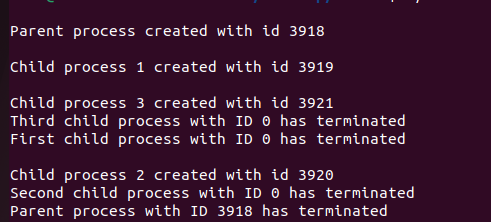 Parent process created with id 3918
Child process 1 created with id 3919
Child process 3 created with id 3921
Third child process with ID 0 has terminated
First child process with ID 0 has terminated
Child process 2 created with id 3920
Second child process with ID 0 has terminated
Parent process with ID 3918 has terminated